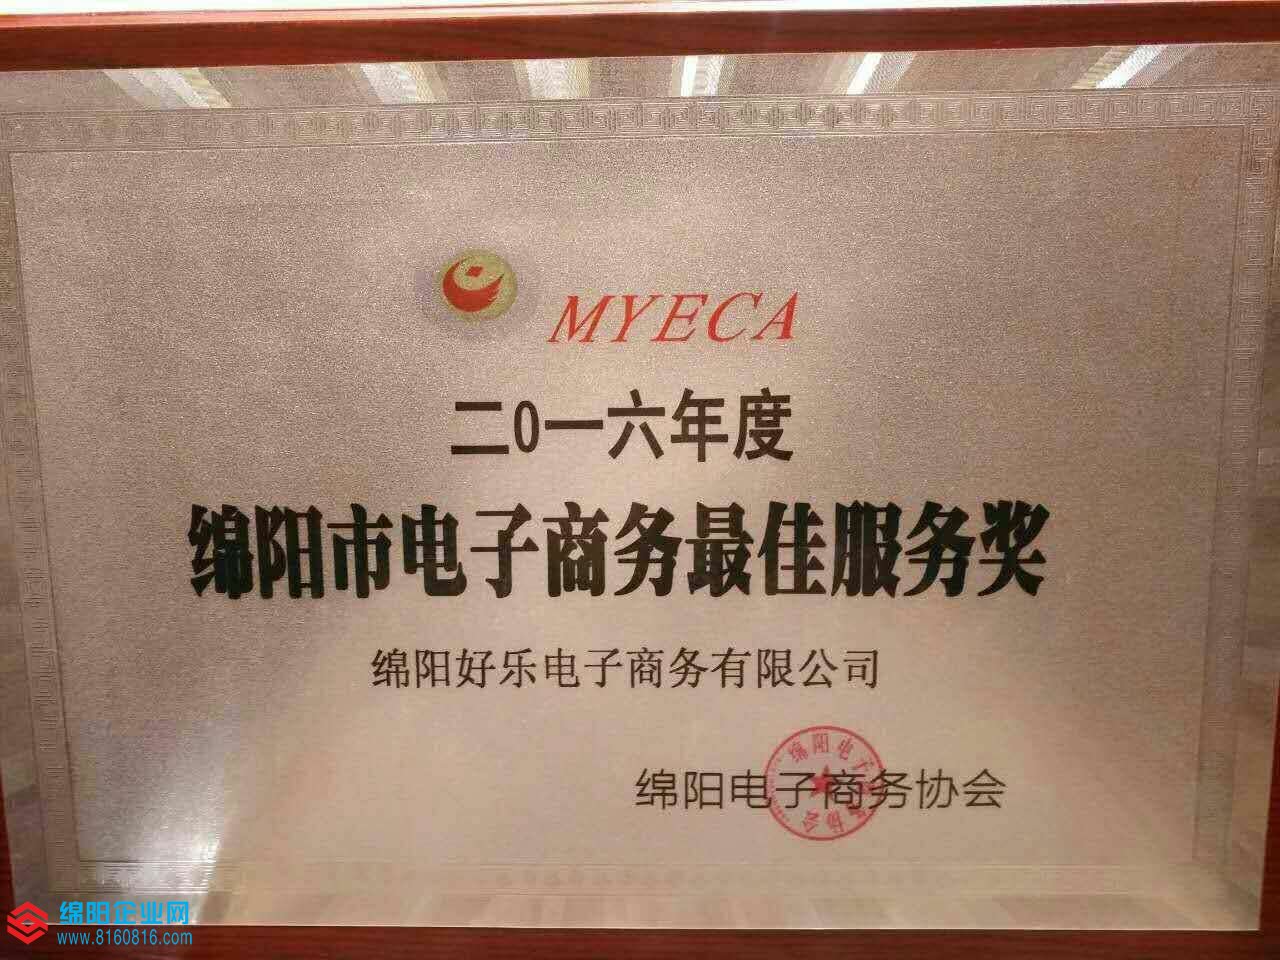 MYECA
二0一六年度
绵阳市电子商务最佳服务奖
绵阳好乐电子商务有限公司
绵阳电子商务协会
绵阳企业网
www.8160816.com